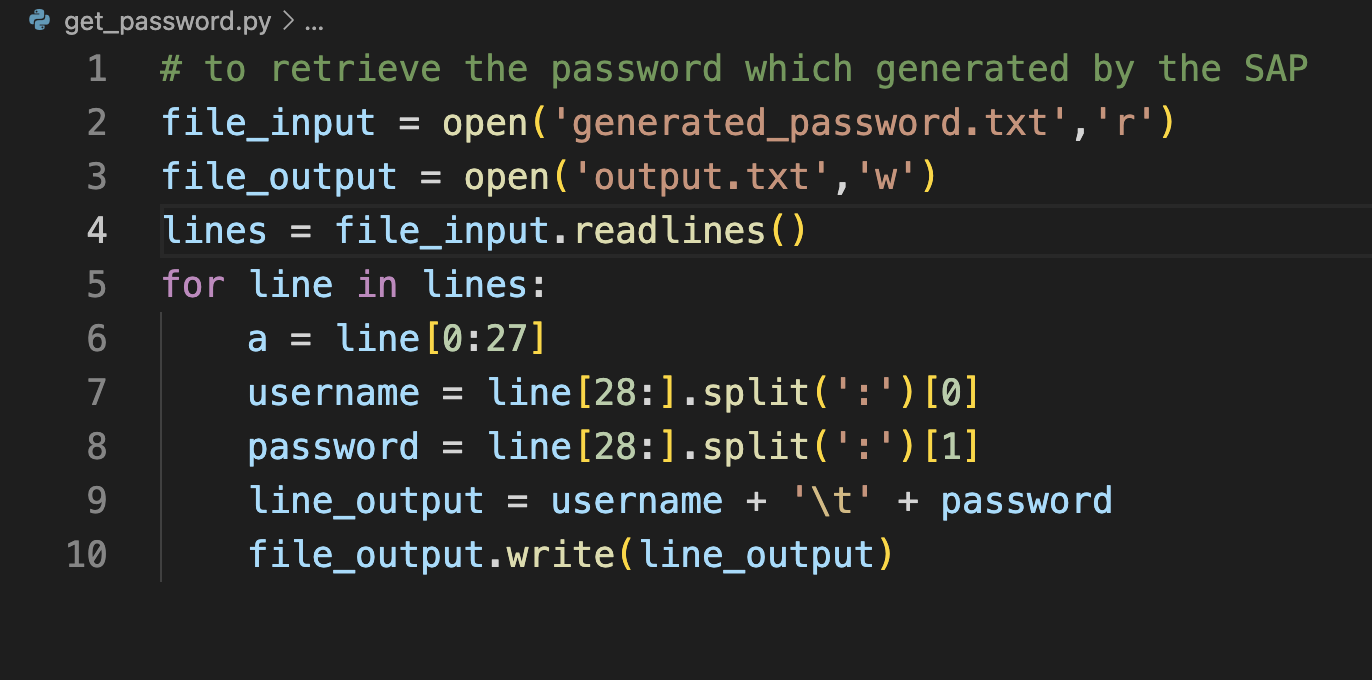 get_password.py > ...
1 # to retrieve the password which generated by the SAP
2 file_input = open('generated_password.txt','r')
3 file_output = open('output.txt','w')
4 lines = file_input.readlines()
5 for line in lines:
6     a = line[0:27]
7     username = line[28:].split(':')[0]
8     password = line[28:].split(':')[1]
9     line_output = username + '\t' + password
10     file_output.write(line_output)